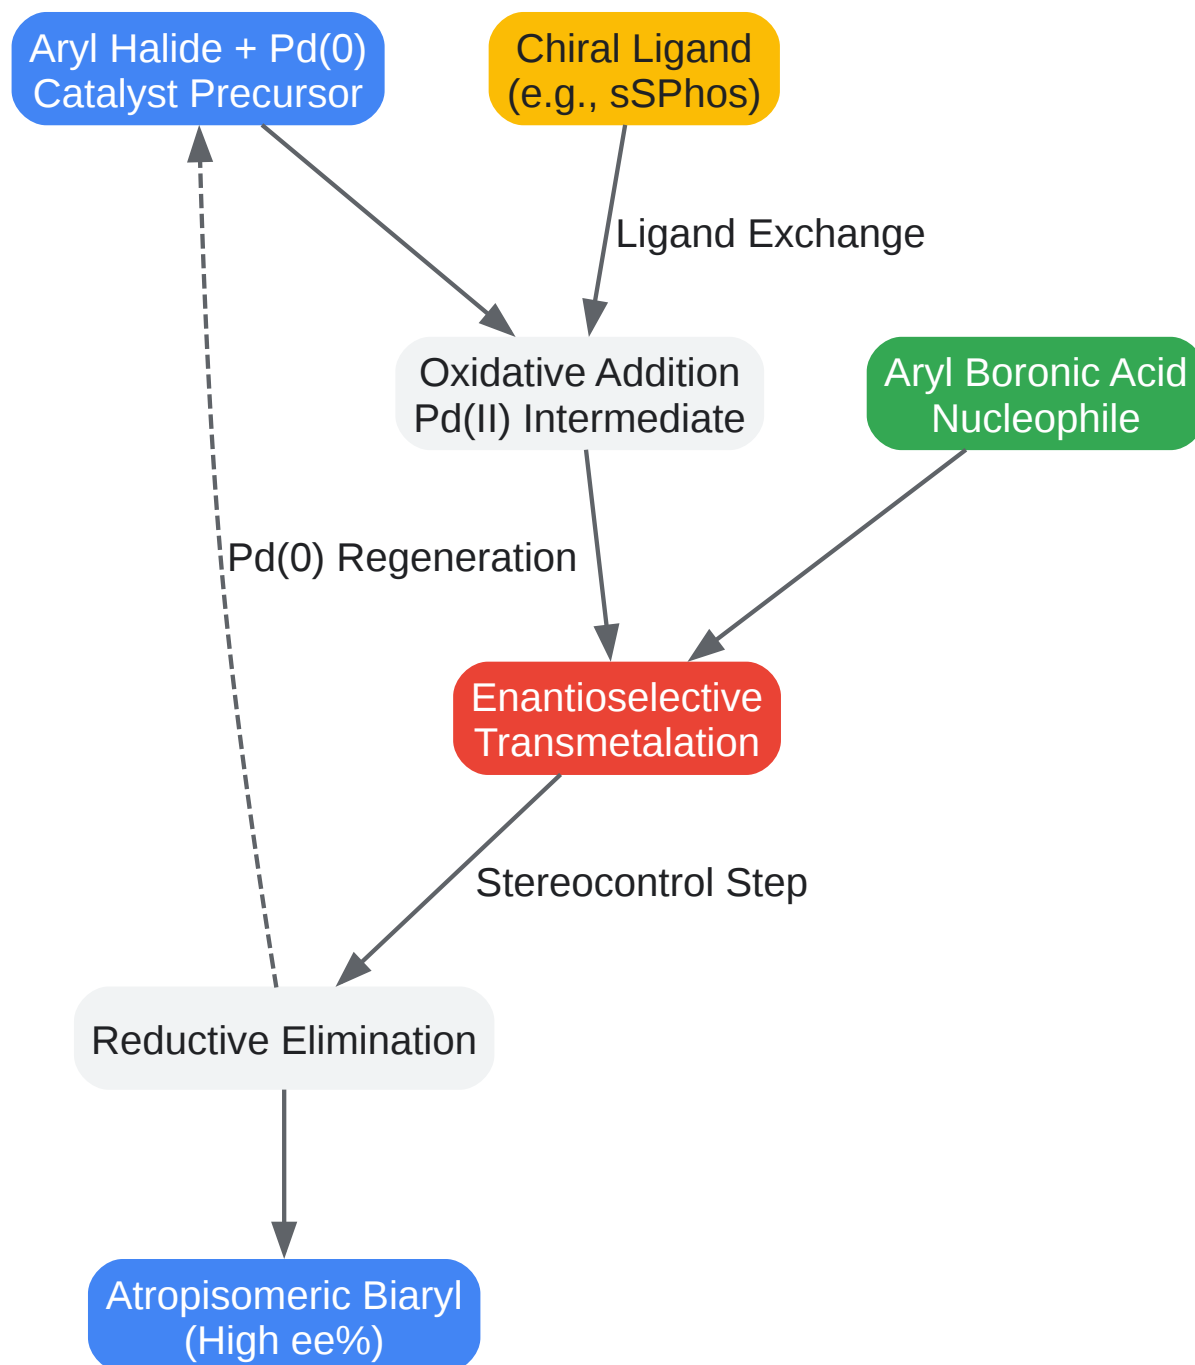 Aryl Halide + Pd(0)
Catalyst Precursor
Chiral Ligand
(e.g., sSPhos)
Ligand Exchange
Oxidative Addition
Pd(II) Intermediate
Aryl Boronic Acid
Nucleophile
Pd(0) Regeneration
Enantioselective
Transmetalation
Stereocontrol Step
Reductive Elimination
Atropisomeric Biaryl
(High ee%)